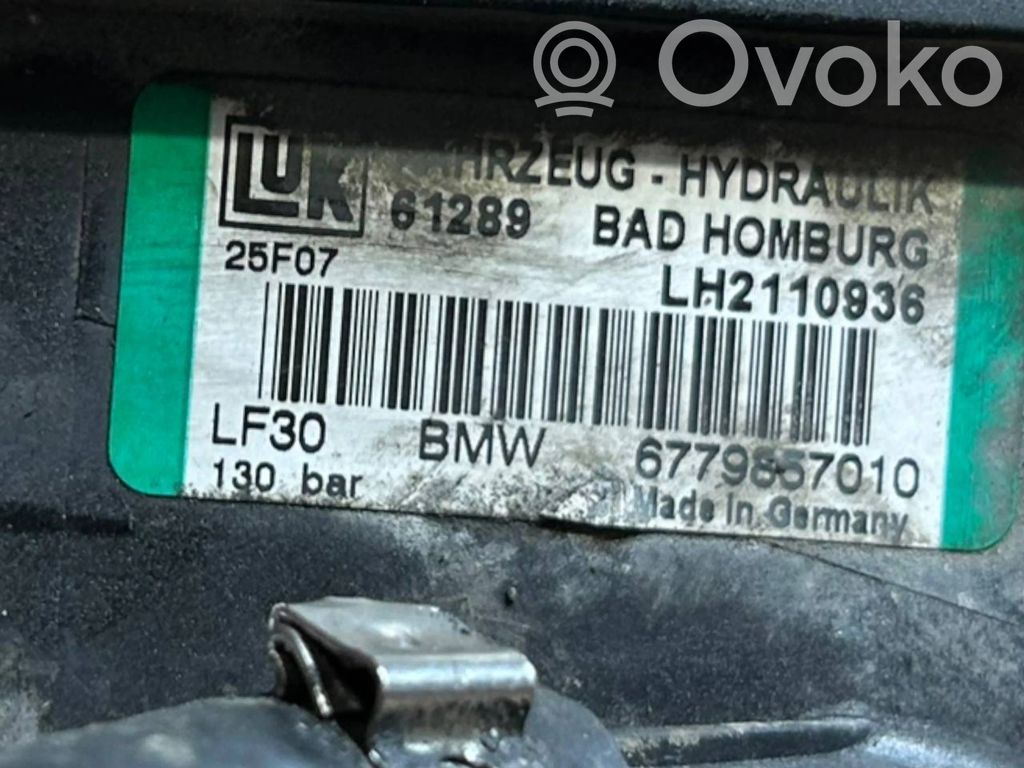 Ovoko
LUK HRZEUG - HYDRAULIK
61289 BAD HOMBURG
25F07
LH2110936
LF30 BMW 6779857010
130 bar Made in Germany